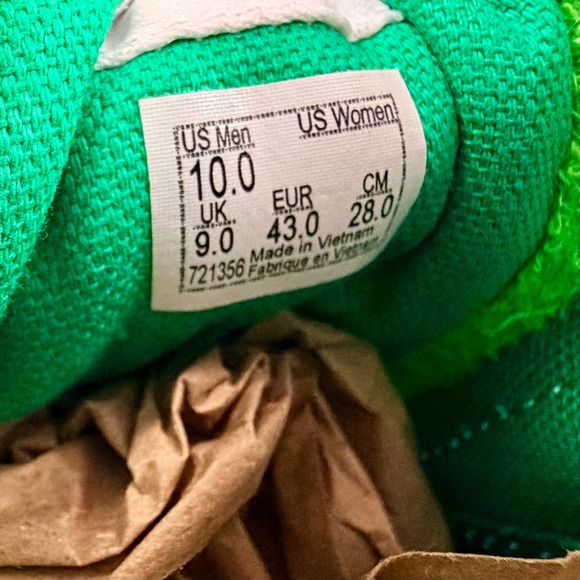 US Men US Women
10.0
UK EUR CM
9.0 43.0 28.0
Made in Vietnam
721356 Fabrique en Vietnam